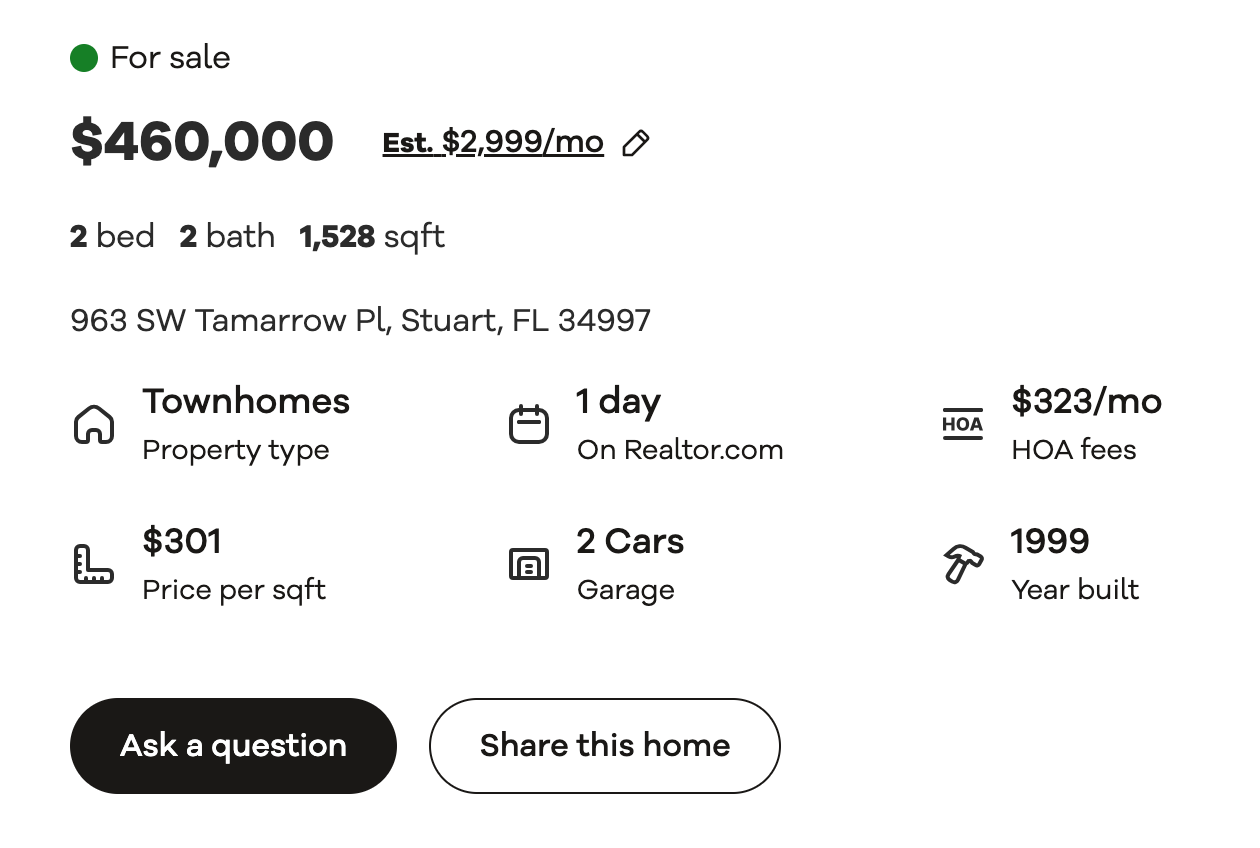 For sale
$460,000 Est. $2,999/mo
2 bed 2 bath 1,528 sqft
963 SW Tamarrow Pl, Stuart, FL 34997
Townhomes
Property type
1 day
On Realtor.com
HOA
$323/mo
HOA fees
$301
Price per sqft
2 Cars
Garage
1999
Year built
Ask a question
Share this home